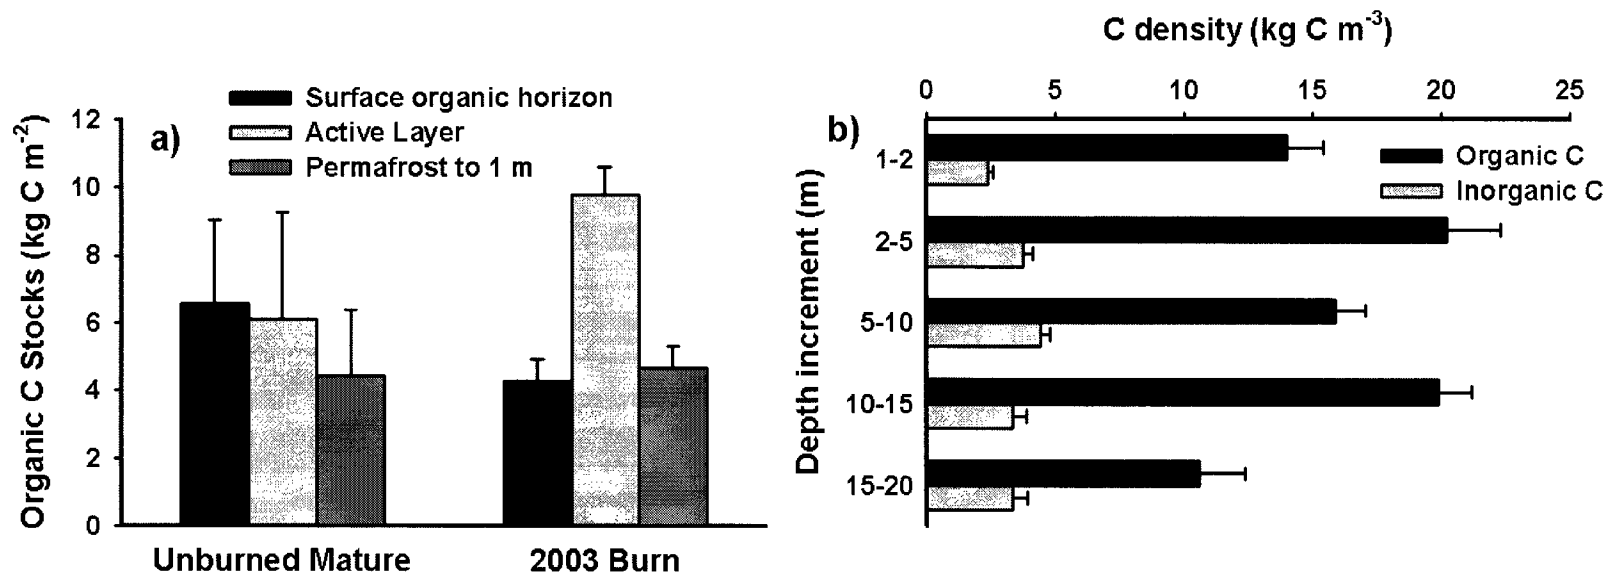 a)
Organic C Stocks (kg C m-2)
12
10
8
6
4
2
0
Surface organic horizon
Active Layer
Permafrost to 1 m
Unburned Mature
2003 Burn
b)
C density (kg C m-3)
0 5 10 15 20 25
Depth increment (m)
1-2
2-5
5-10
10-15
15-20
Organic C
Inorganic C